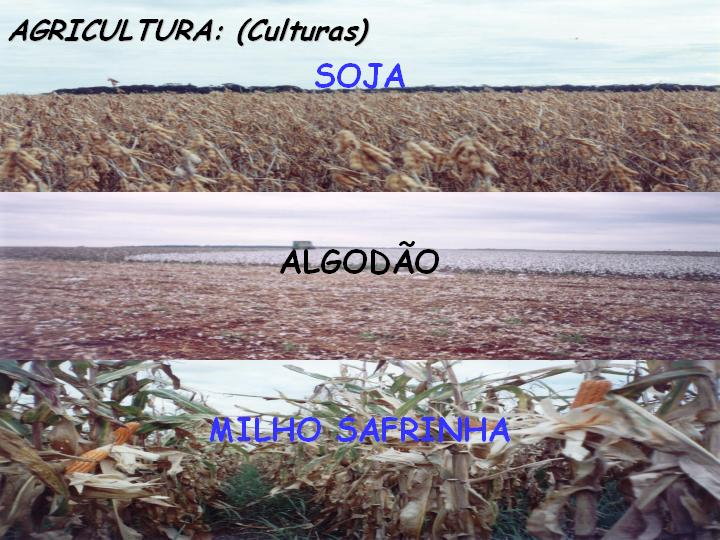 AGRICULTURA: (Culturas)
SOJA
ALGODÃO
MILHO SAFRINHA